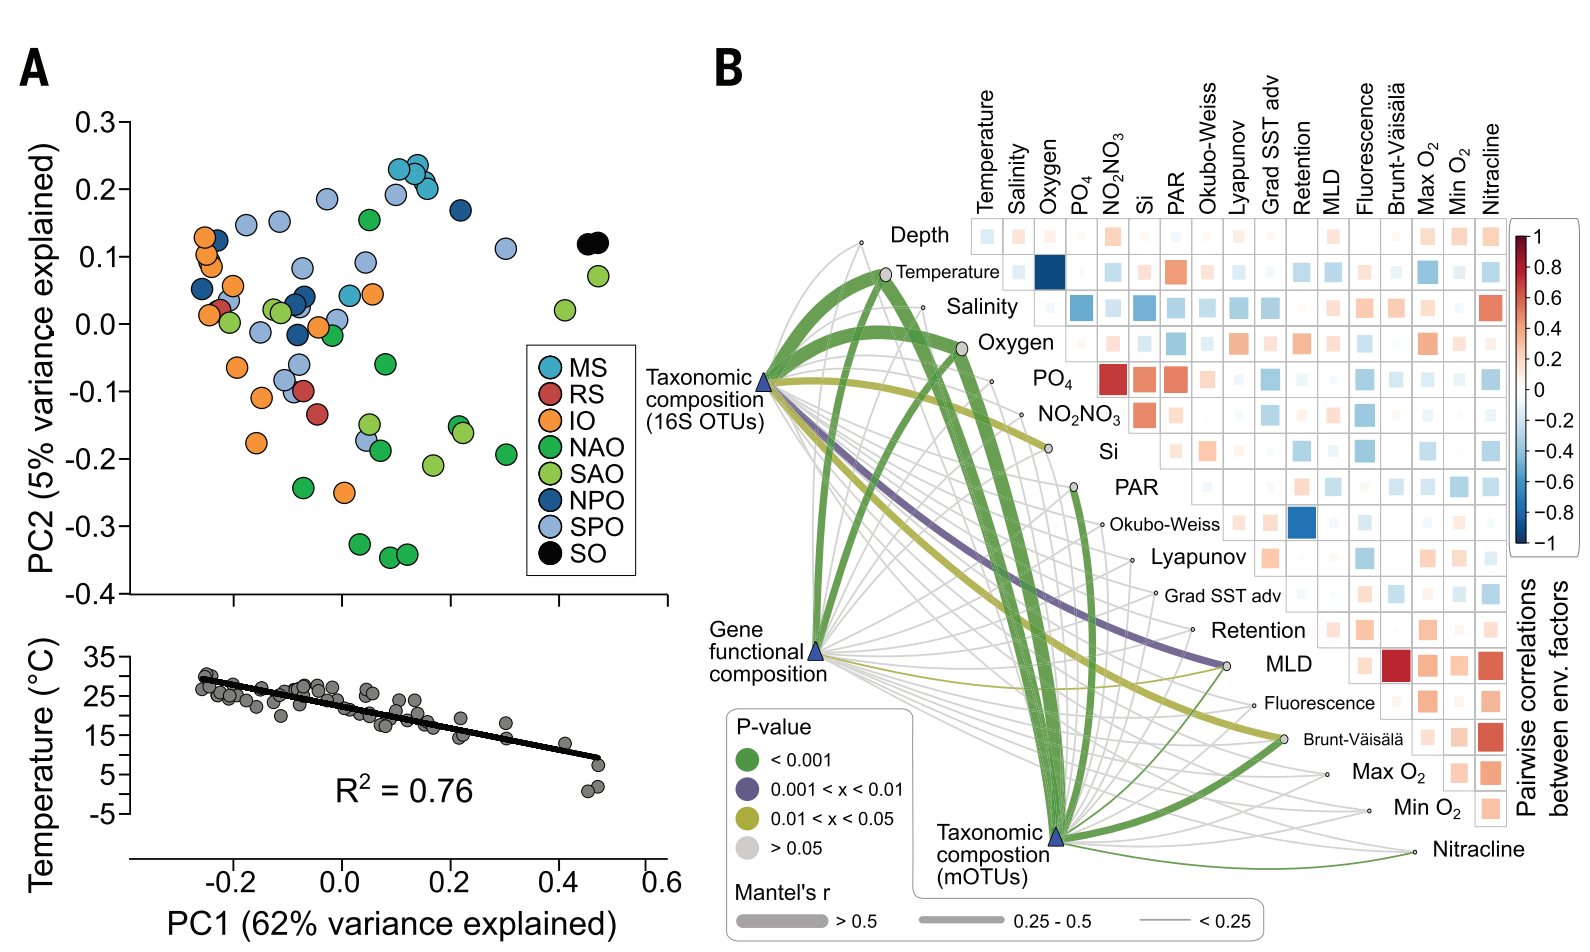 A
0.3
0.2
0.1
0.0
-0.1
-0.2
-0.3
-0.4
PC2 (5% variance explained)
MS
RS
IO
NAO
SAO
NPO
SPO
SO
35
25
15
5
-5
Temperature (°C)
R² = 0.76
-0.2
0.0
0.2
0.4
0.6
PC1 (62% variance explained)
B
Temperature
Salinity
Oxygen
PO₄
NO₂NO₃
Si
PAR
Okubo-Weiss
Lyapunov
Grad SST adv
Retention
MLD
Fluorescence
Brunt-Väisälä
Max O₂
Min O₂
Nitracline
Depth
Temperature
Salinity
Oxygen
PO₄
NO₂NO₃
Si
PAR
Okubo-Weiss
Lyapunov
Grad SST adv
Retention
MLD
Fluorescence
Brunt-Väisälä
Max O₂
Min O₂
Nitracline
1
0.8
0.6
0.4
0.2
0
−0.2
−0.4
−0.6
−0.8
−1
Pairwise correlations
between env. factors
Taxonomic
composition
(16S OTUs)
Gene
functional
composition
Taxonomic
compostion
(mOTUs)
P-value
< 0.001
0.001 < x < 0.01
0.01 < x < 0.05
> 0.05
Mantel's r
> 0.5
0.25 - 0.5
< 0.25